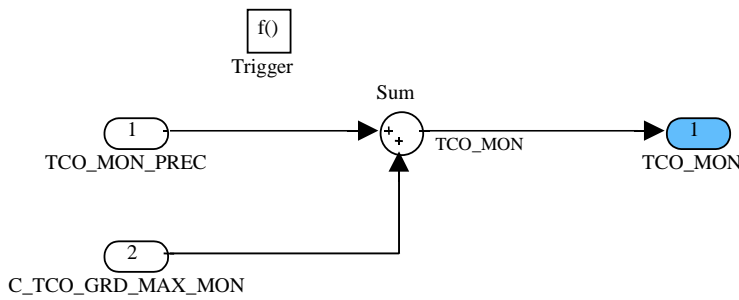 f()
Trigger
Sum
1
TCO_MON_PREC
+
+
TCO_MON
1
TCO_MON
2
C_TCO_GRD_MAX_MON